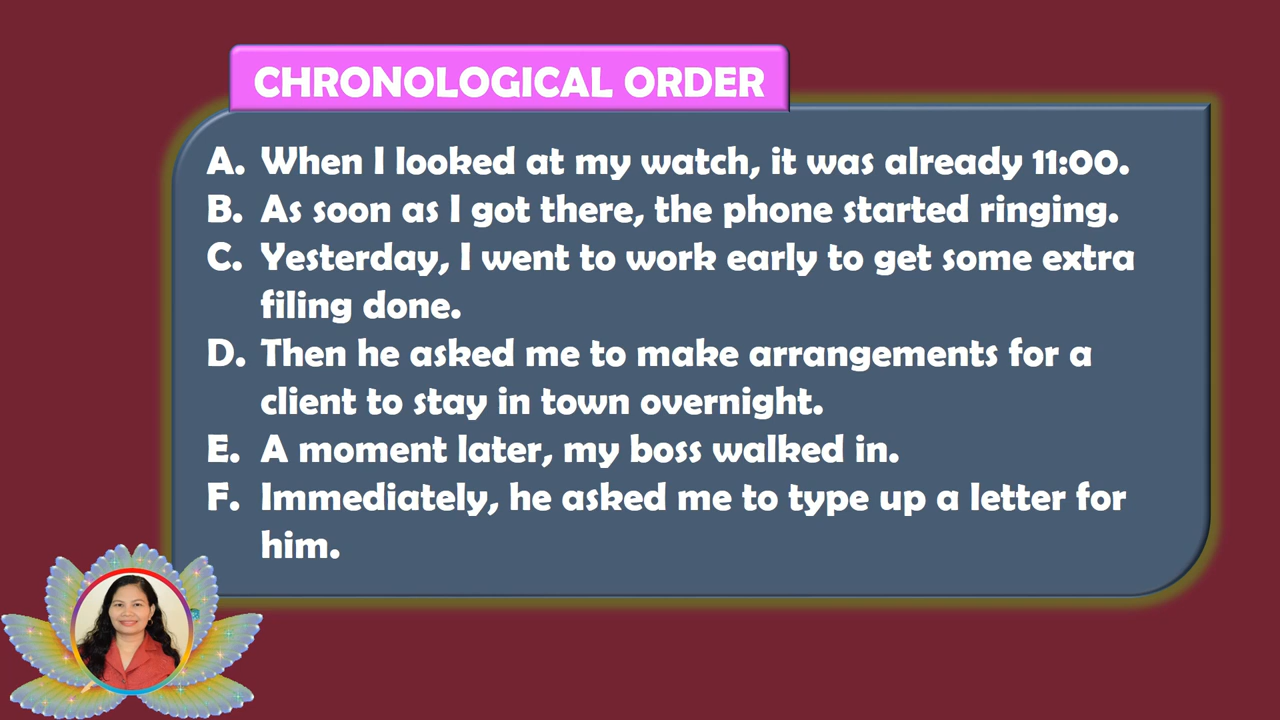 CHRONOLOGICAL ORDER
A. When I looked at my watch, it was already 11:00.
B. As soon as I got there, the phone started ringing.
C. Yesterday, I went to work early to get some extra
filing done.
D. Then he asked me to make arrangements for a
client to stay in town overnight.
E. A moment later, my boss walked in.
F. Immediately, he asked me to type up a letter for
him.